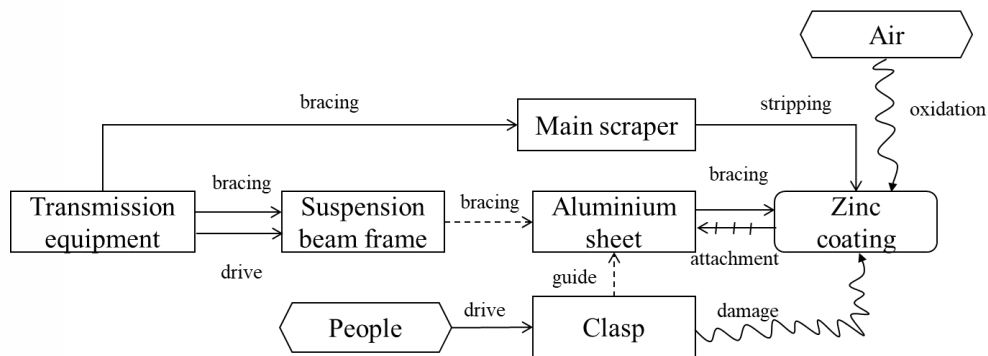 Air
bracing
stripping
oxidation
Main scraper
bracing
bracing
bracing
Transmission
equipment
Suspension
beam frame
Aluminium
sheet
Zinc
coating
attachment
drive
guide
drive
damage
People
Clasp